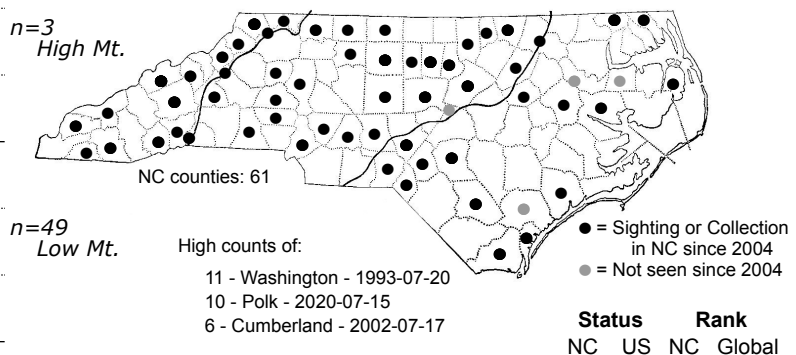 n=3
High Mt.
NC counties: 61
n=49
Low Mt.
High counts of:
11 - Washington - 1993-07-20
10 - Polk - 2020-07-15
6 - Cumberland - 2002-07-17
= Sighting or Collection
in NC since 2004
= Not seen since 2004
Status Rank
NC US NC Global